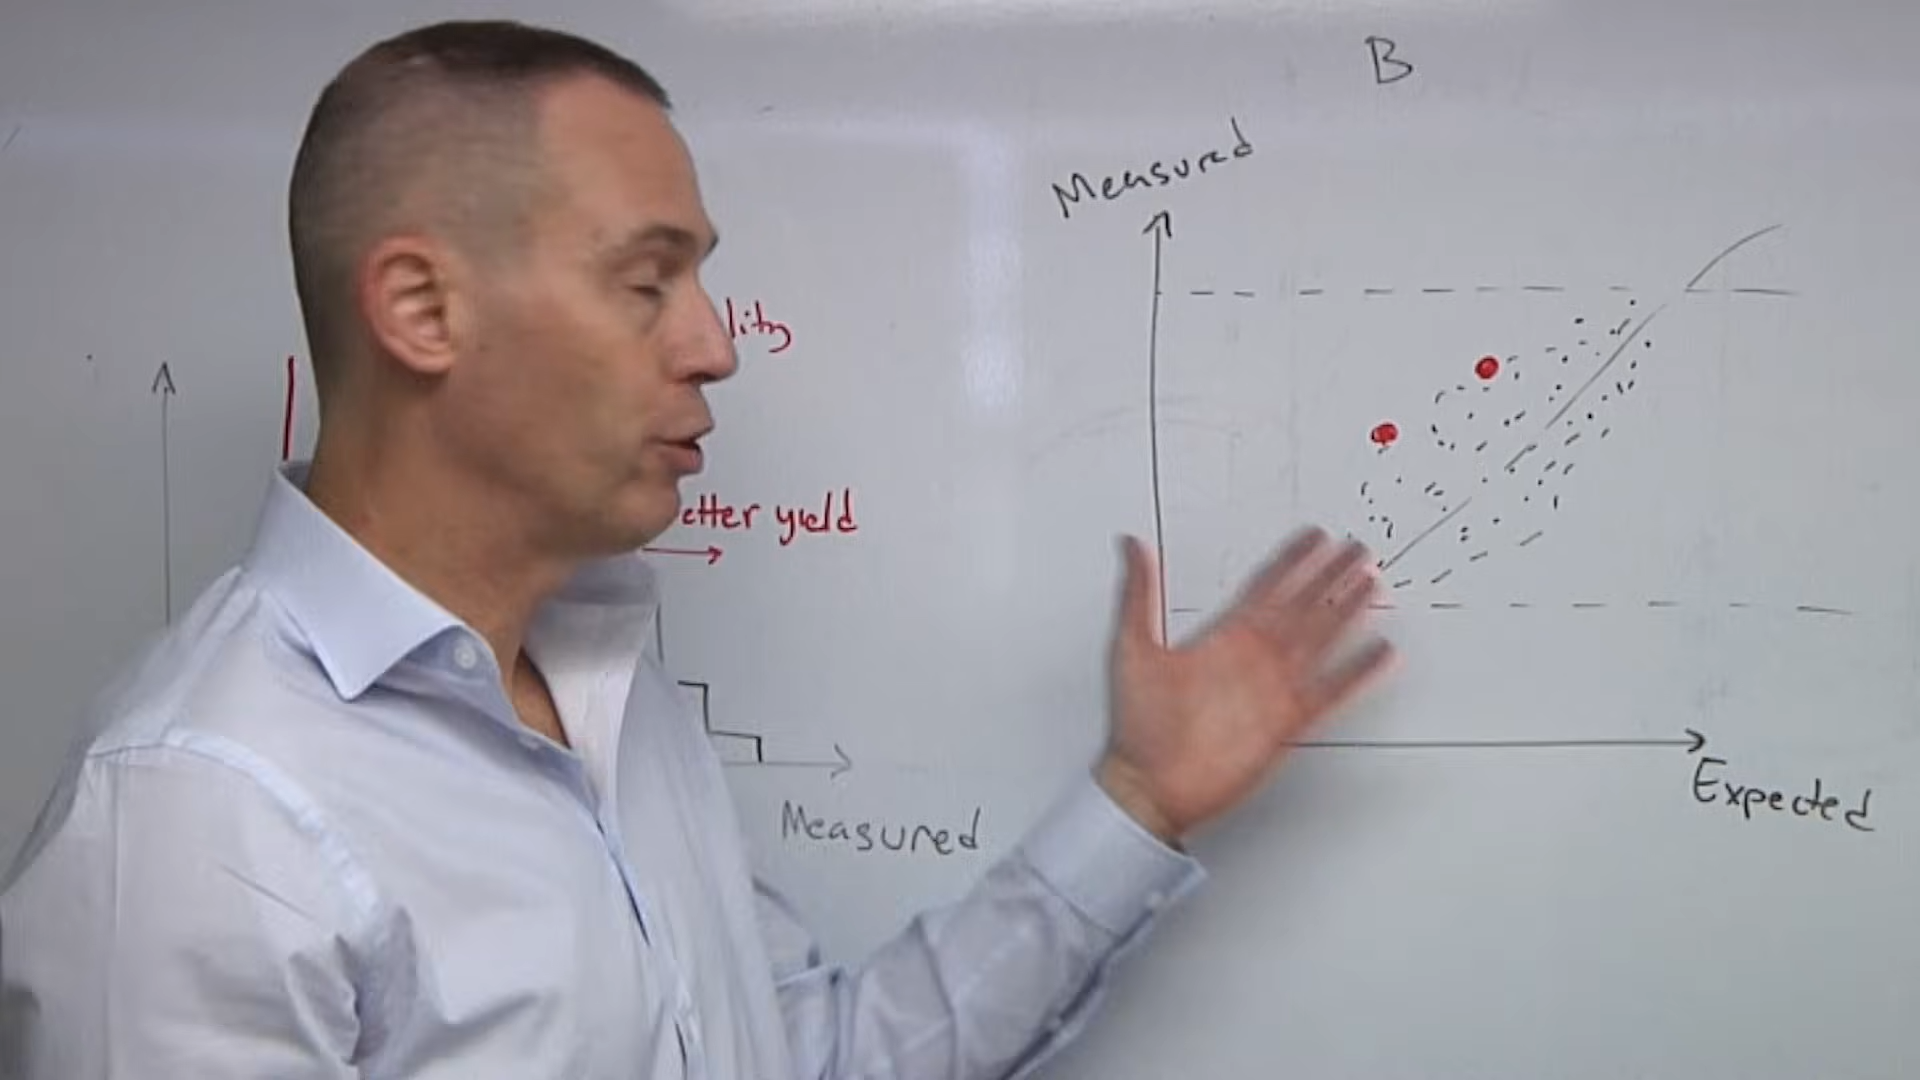 B
Measured
lity
etter yield
Expected
Measured